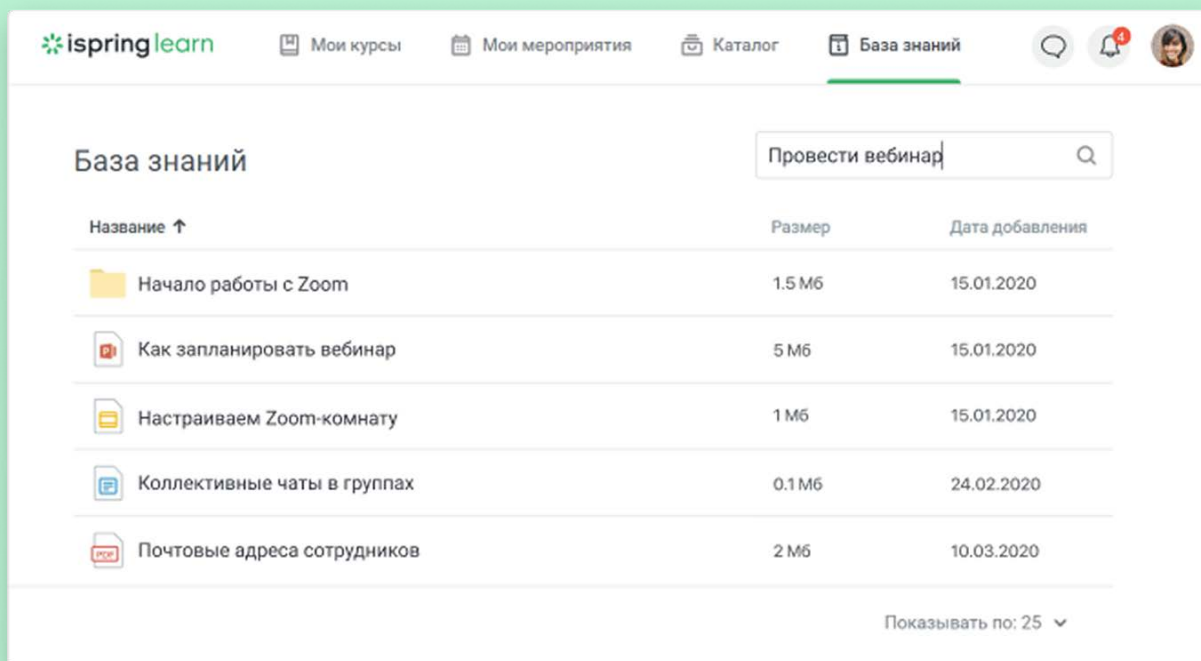 ispring learn Мои курсы Мои мероприятия Каталог База знаний 4
База знаний Провести вебинар
Название ↑ Размер Дата добавления
Начало работы с Zoom 1.5 Мб 15.01.2020
P Как запланировать вебинар 5 Мб 15.01.2020
Настраиваем Zoom-комнату 1 Мб 15.01.2020
Коллективные чаты в группах 0.1 Мб 24.02.2020
PDF Почтовые адреса сотрудников 2 Мб 10.03.2020
Показывать по: 25